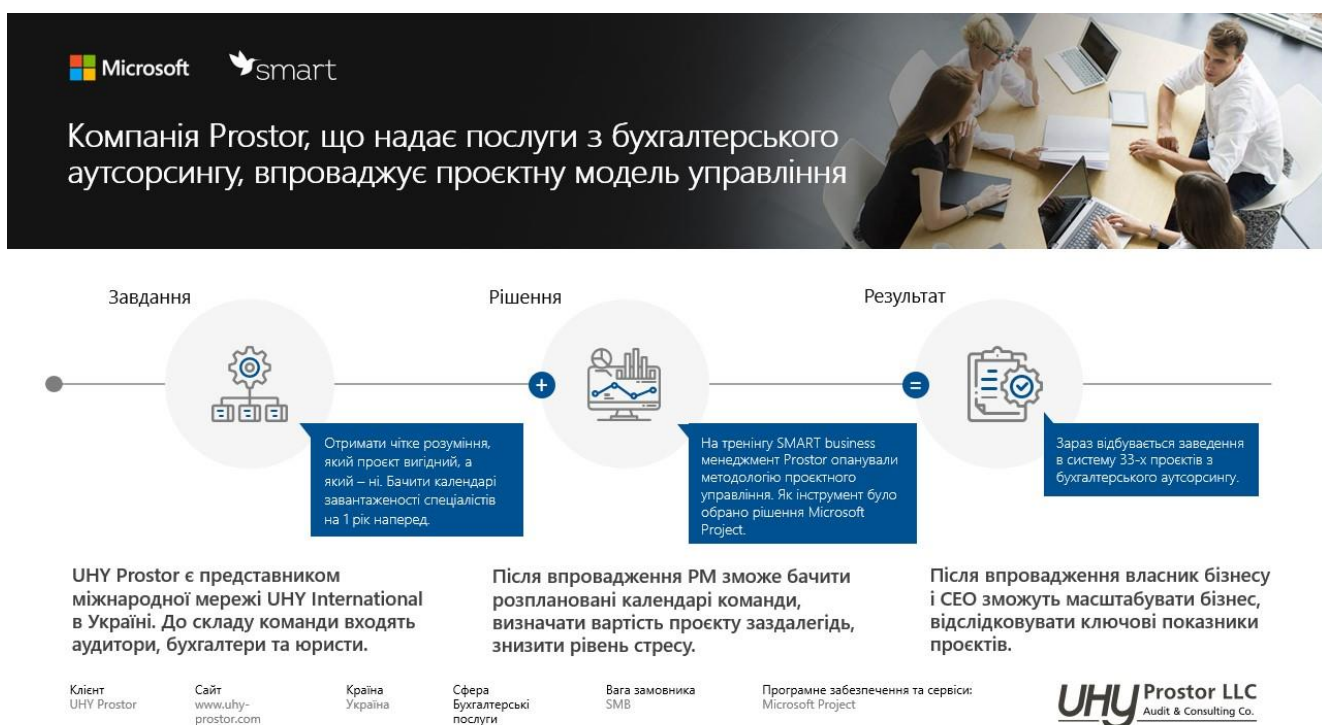 Microsoft
smart
Компанія Prostor, що надає послуги з бухгалтерського
аутсорсингу, впроваджує проєктну модель управління
Завдання
Отримати чітке розуміння,
який проєкт вигідний, а
який – ні. Бачити календарі
завантаженості спеціалістів
на 1 рік наперед.
Рішення
+
На тренінгу SMART business
менеджмент Prostor опанували
методологію проєктного
управління. Як інструмент було
обрано рішення Microsoft
Project.
Результат
=
Зараз відбувається заведення
в систему 33-х проєктів з
бухгалтерського аутсорсингу.
UHY Prostor є представником
міжнародної мережі UHY International
в Україні. До складу команди входять
аудитори, бухгалтери та юристи.
Після впровадження РМ зможе бачити
розплановані календарі команди,
визначати вартість проєкту заздалегідь,
знизити рівень стресу.
Після впровадження власник бізнесу
і СЕО зможуть масштабувати бізнес,
відслідковувати ключові показники
проєктів.
Клієнт
UHY Prostor
Сайт
www.uhy-
prostor.com
Країна
Україна
Сфера
Бухгалтерські
послуги
Вага замовника
SMB
Програмне забезпечення та сервіси:
Microsoft Project
UHY Prostor LLC
Audit & Consulting Co.